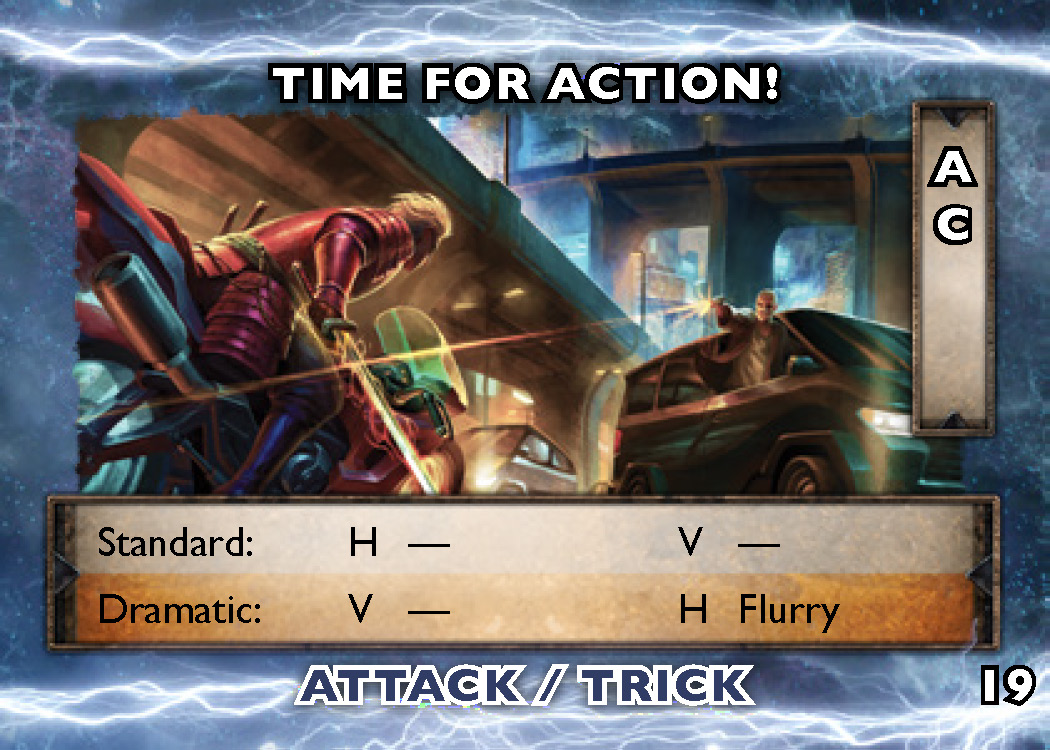 TIME FOR ACTION!
A
C
Standard: H — V —
Dramatic: V — H Flurry
ATTACK / TRICK
19